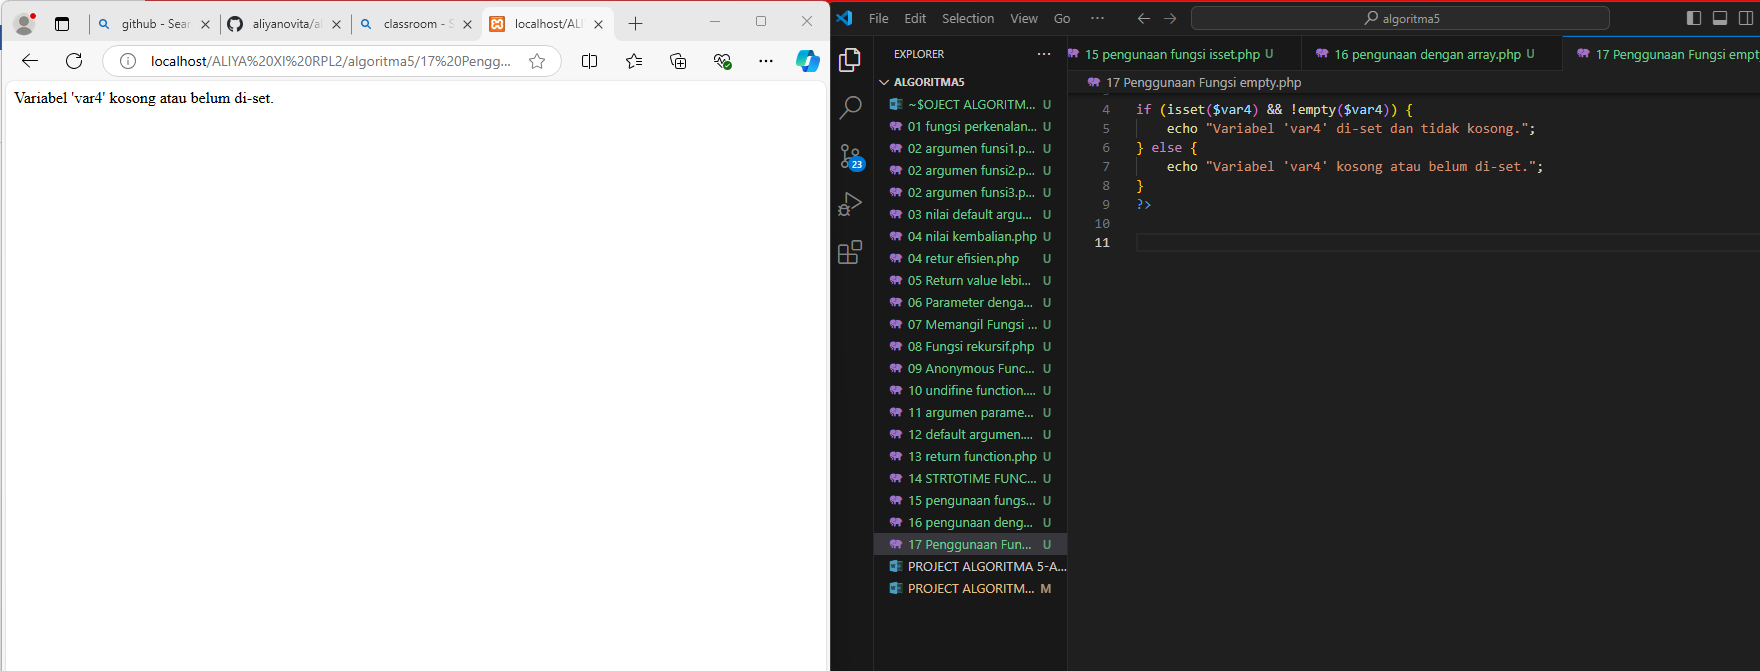 github - Sear
aliyanovita/al
classroom - S
localhost/ALI
localhost/ALIYA%20XI%20RPL2/algoritma5/17%20Pengg...
Variabel 'var4' kosong atau belum di-set.
File Edit Selection View Go ··· algoritma5
EXPLORER ···
ALGORITMA5
~$OJECT ALGORITM... U
01 fungsi perkenalan... U
02 argumen funsi1.p... U
02 argumen funsi2.p... U
02 argumen funsi3.p... U
03 nilai default argu... U
04 nilai kembalian.php U
04 retur efisien.php U
05 Return value lebi... U
06 Parameter denga... U
07 Memangil Fungsi ... U
08 Fungsi rekursif.php U
09 Anonymous Func... U
10 undifine function.... U
11 argumen parame... U
12 default argumen.... U
13 return function.php U
14 STRTOTIME FUNC... U
15 pengunaan fungs... U
16 pengunaan deng... U
17 Penggunaan Fun... U
PROJECT ALGORITMA 5-A...
PROJECT ALGORITM... M
23
15 pengunaan fungsi isset.php U
16 pengunaan dengan array.php U
17 Penggunaan Fungsi empt
17 Penggunaan Fungsi empty.php
4 if (isset($var4) && !empty($var4)) {
5 echo "Variabel 'var4' di-set dan tidak kosong.";
6 } else {
7 echo "Variabel 'var4' kosong atau belum di-set.";
8 }
9 ?>
10
11